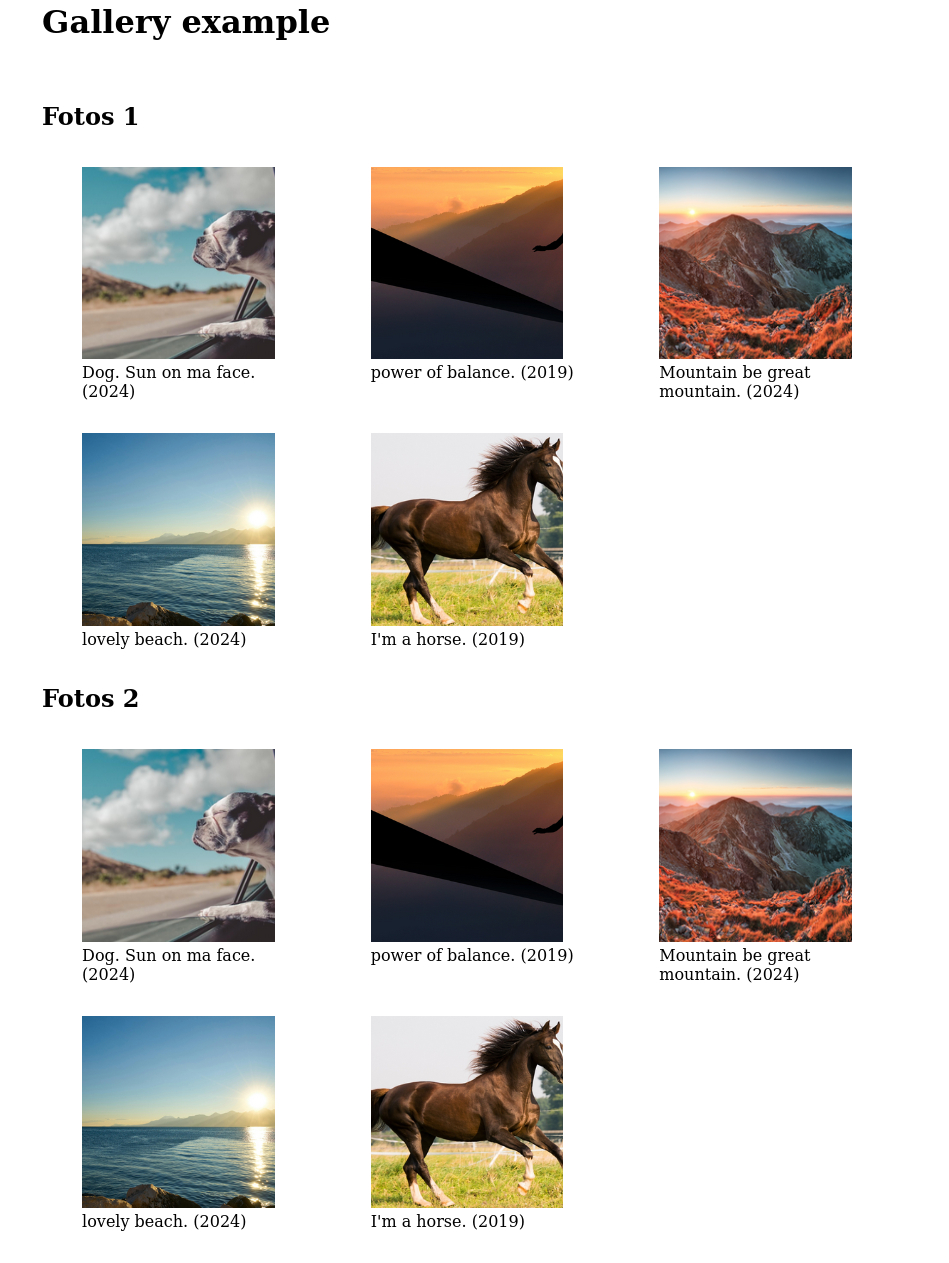 Gallery example
Fotos 1
Dog. Sun on ma face.
(2024)
power of balance. (2019)
Mountain be great
mountain. (2024)
lovely beach. (2024)
I'm a horse. (2019)
Fotos 2
Dog. Sun on ma face.
(2024)
power of balance. (2019)
Mountain be great
mountain. (2024)
lovely beach. (2024)
I'm a horse. (2019)